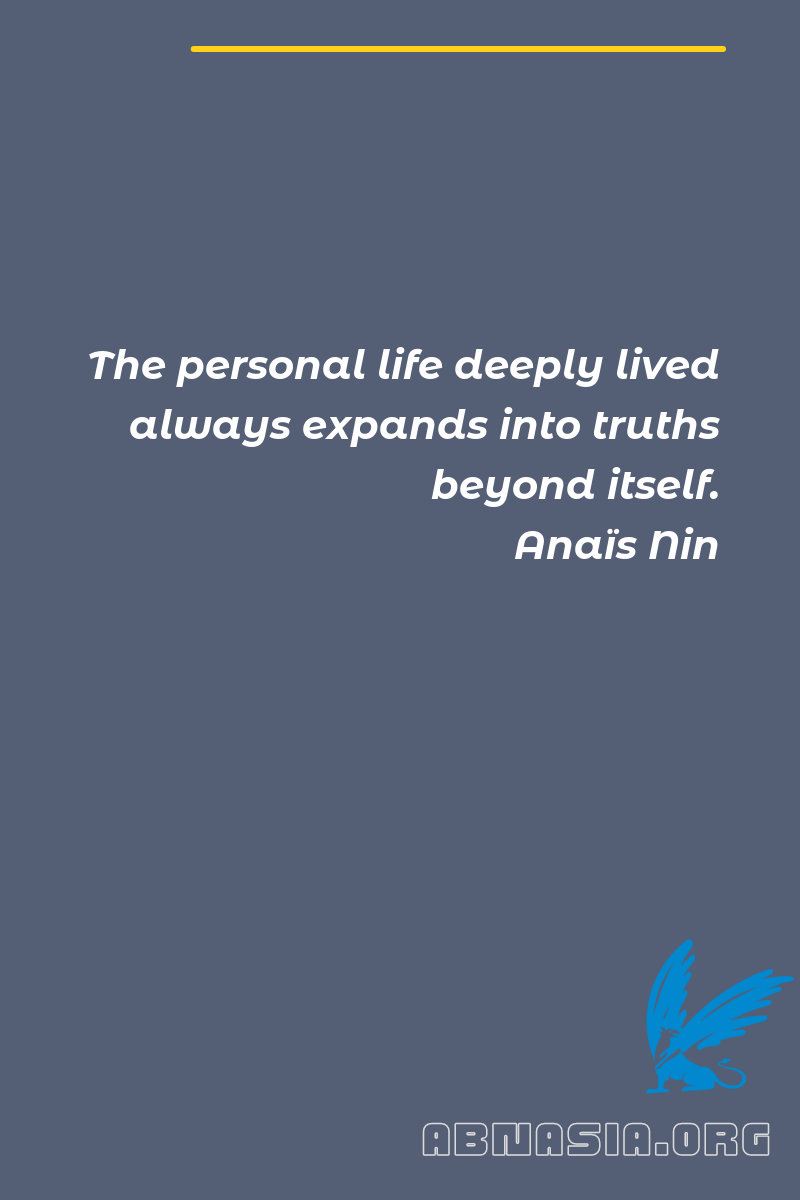 The personal life deeply lived
always expands into truths
beyond itself.
Anaïs Nin
ABNASIA.ORG